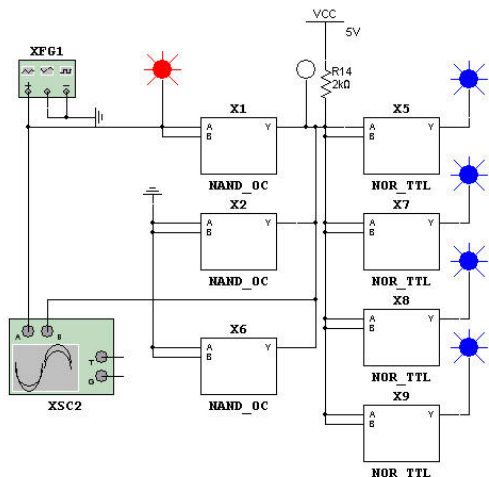 VCC
5V
XFG1
R14
2kΩ
X1
X5
A
B
Y
A
B
Y
NAND_OC
NOR_TTL
X2
X7
A
B
Y
A
B
Y
NAND_OC
NOR_TTL
X6
X8
A
B
Y
A
B
Y
NAND_OC
NOR_TTL
A
B
T
G
XSC2
X9
A
B
Y
NOR_TTL